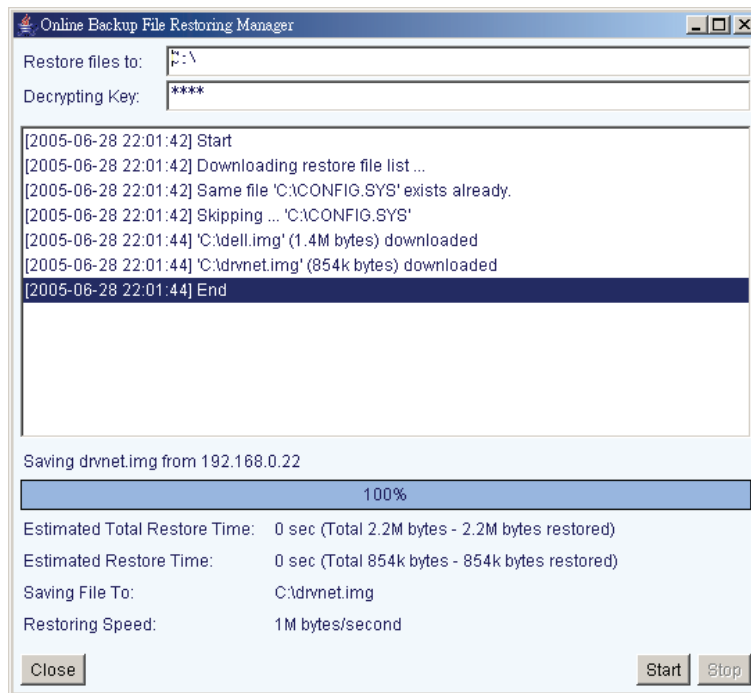 Online Backup File Restoring Manager
Restore files to: C:\
Decrypting Key: ****
[2005-06-28 22:01:42] Start
[2005-06-28 22:01:42] Downloading restore file list ...
[2005-06-28 22:01:42] Same file 'C:\CONFIG.SYS' exists already.
[2005-06-28 22:01:42] Skipping ... 'C:\CONFIG.SYS'
[2005-06-28 22:01:44] 'C:\dell.img' (1.4M bytes) downloaded
[2005-06-28 22:01:44] 'C:\drvnet.img' (854k bytes) downloaded
[2005-06-28 22:01:44] End
Saving drvnet.img from 192.168.0.22
100%
Estimated Total Restore Time: 0 sec (Total 2.2M bytes - 2.2M bytes restored)
Estimated Restore Time: 0 sec (Total 854k bytes - 854k bytes restored)
Saving File To: C:\drvnet.img
Restoring Speed: 1M bytes/second
Close Start Stop